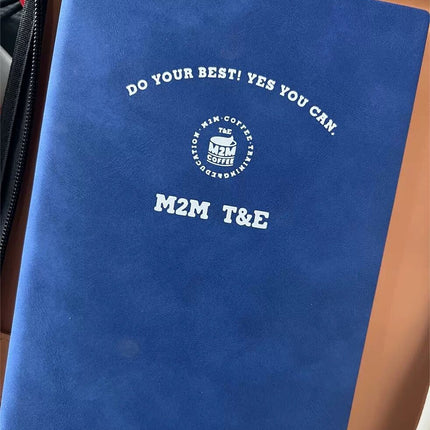 DO YOUR BEST! YES YOU CAN.
· M2M · COFFEE · TRAINING&EDUCATION
T&E
M2M
COFFEE
M2M T&E